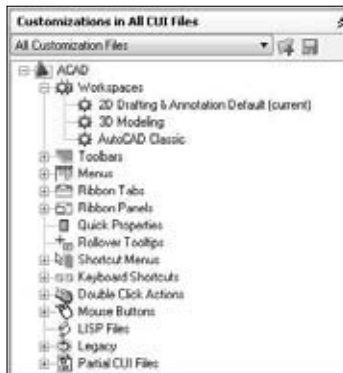 Customizations in All CUI Files
All Customization Files
ACAD
Workspaces
2D Drafting & Annotation Default (current)
3D Modeling
AutoCAD Classic
Toolbars
Menus
Ribbon Tabs
Ribbon Panels
Quick Properties
Rollover Tooltips
Shortcut Menus
Keyboard Shortcuts
Double Click Actions
Mouse Buttons
LISP Files
Legacy
Partial CUI Files